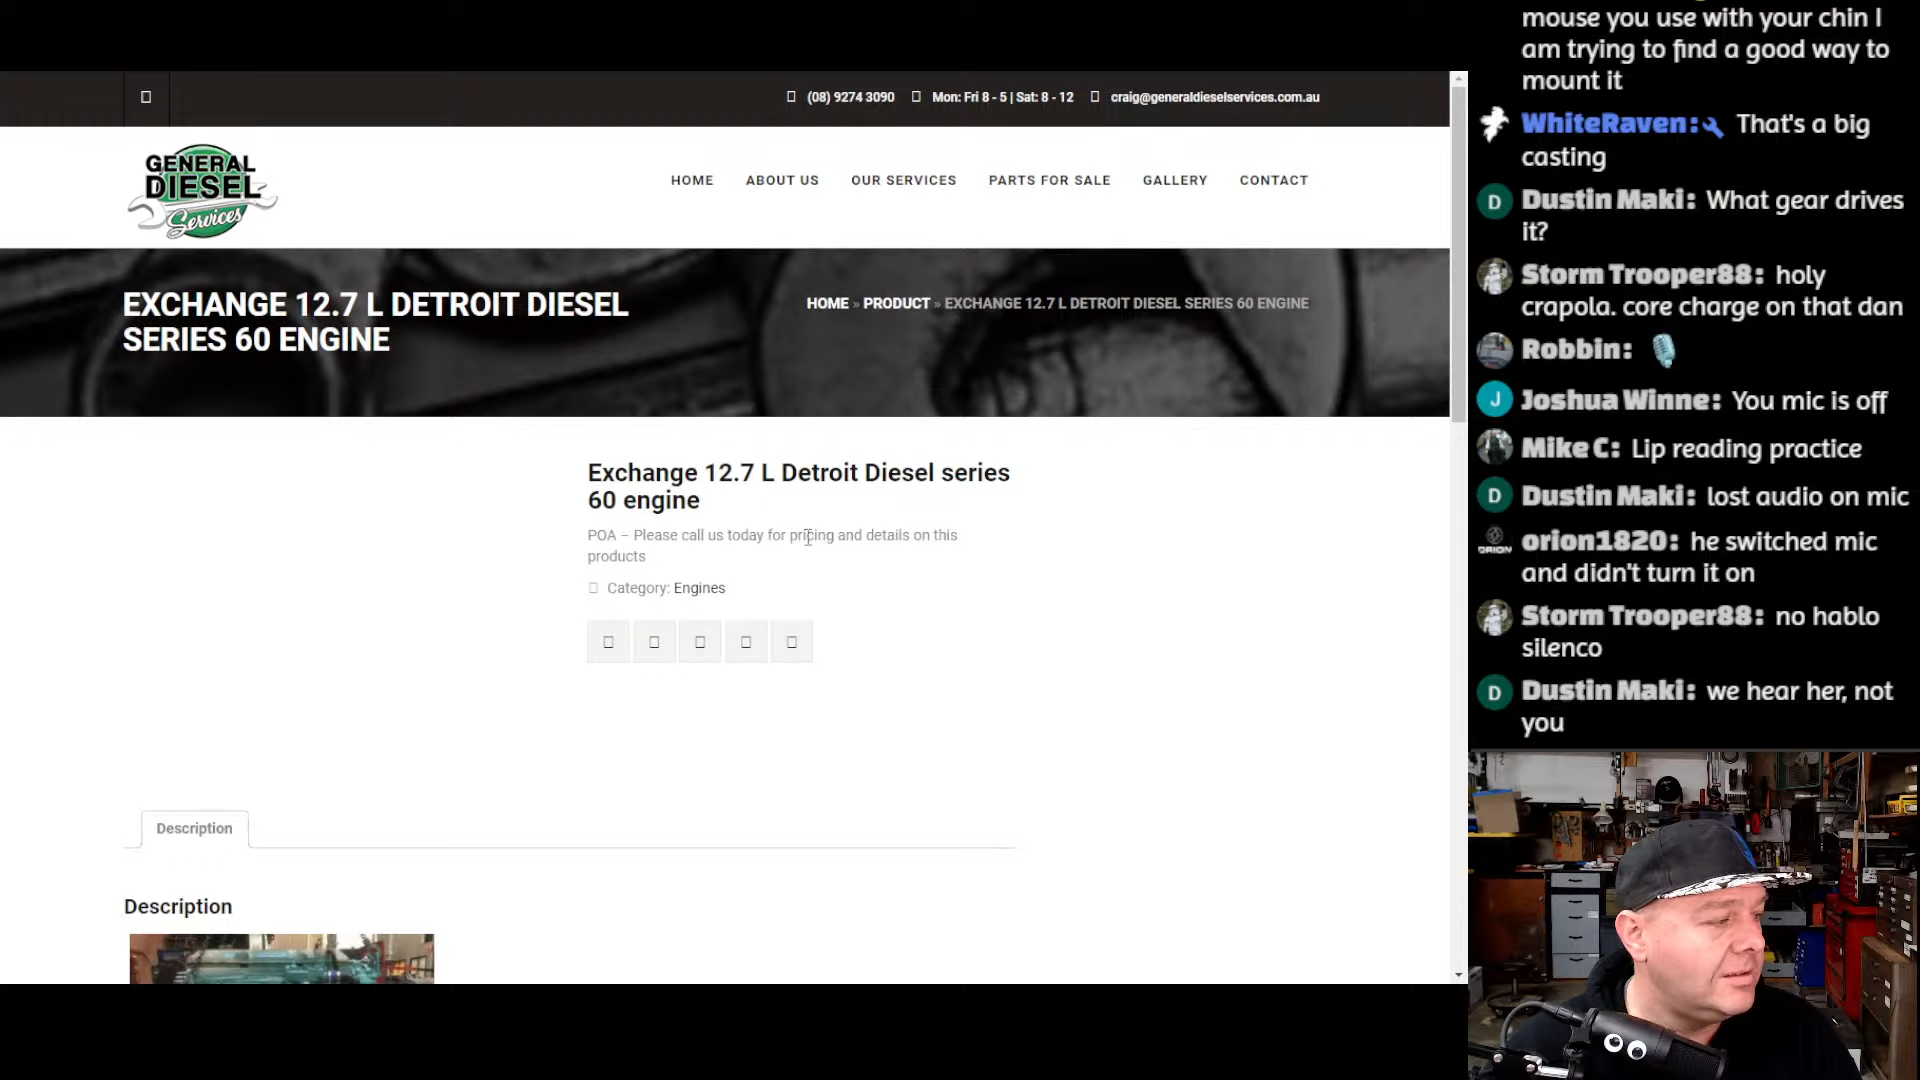 (08) 9274 3090 Mon: Fri 8 - 5 | Sat: 8 - 12 craig@generaldieselservices.com.au
GENERAL
DIESEL
Services
HOME ABOUT US OUR SERVICES PARTS FOR SALE GALLERY CONTACT
EXCHANGE 12.7 L DETROIT DIESEL
SERIES 60 ENGINE
HOME » PRODUCT » EXCHANGE 12.7 L DETROIT DIESEL SERIES 60 ENGINE
Exchange 12.7 L Detroit Diesel series
60 engine
POA – Please call us today for pricing and details on this
products
Category: Engines
Description
Description
mouse you use with your chin I
am trying to find a good way to
mount it
WhiteRaven: That's a big
casting
D Dustin Maki: What gear drives
it?
Storm Trooper88: holy
crapola. core charge on that dan
Robbin:
J Joshua Winne: You mic is off
Mike C: Lip reading practice
D Dustin Maki: lost audio on mic
ORION orion1820: he switched mic
and didn't turn it on
Storm Trooper88: no hablo
silenco
D Dustin Maki: we hear her, not
you